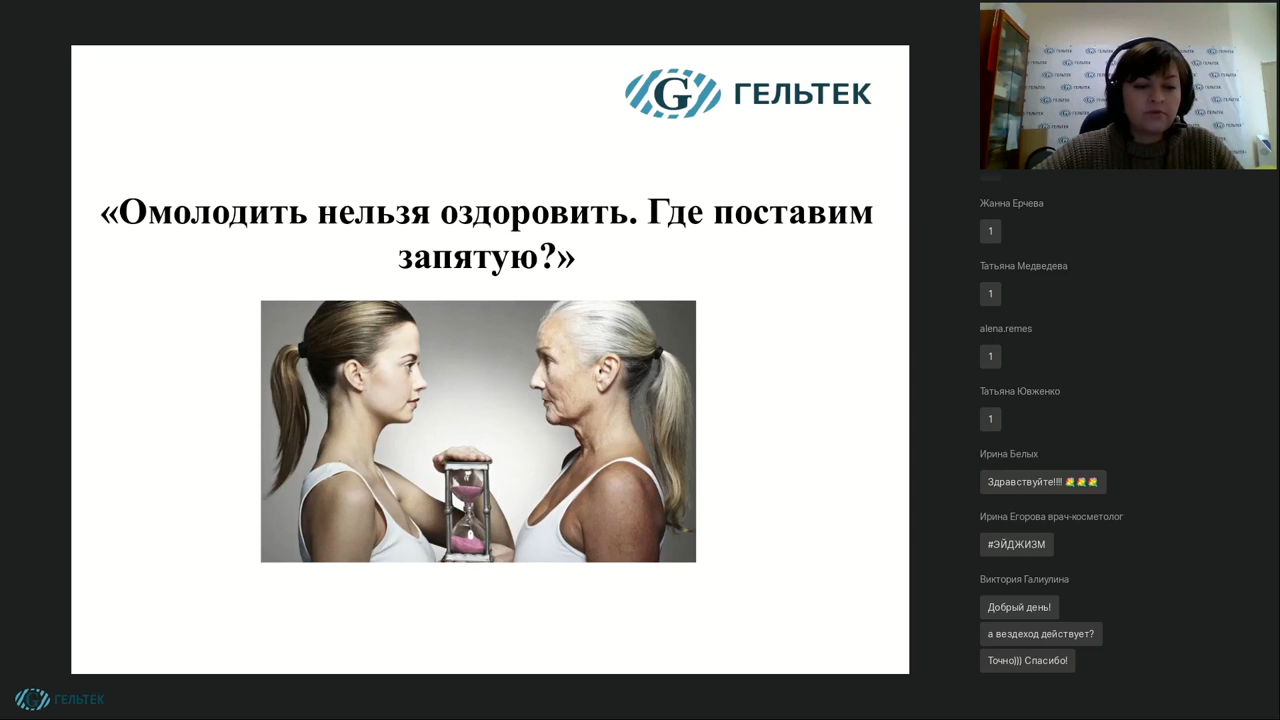 ГЕЛЬТЕК
«Омолодить нельзя оздоровить. Где поставим
запятую?»
Жанна Ерчева
1
Татьяна Медведева
1
alena.remes
1
Татьяна Ювженко
1
Ирина Белых
Здравствуйте!!!! 💐💐💐
Ирина Егорова врач-косметолог
#ЭЙДЖИЗМ
Виктория Галиулина
Добрый день!
а вездеход действует?
Точно))) Спасибо!
ГЕЛЬТЕК